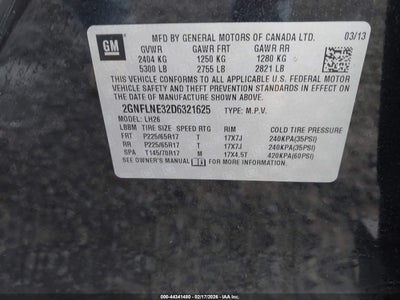 GM
MFD BY GENERAL MOTORS OF CANADA LTD. 03/13
GVWR GAWR FRT GAWR RR
2404 KG 1250 KG 1280 KG
5300 LB 2755 LB 2821 LB
THIS VEHICLE CONFORMS TO ALL APPLICABLE U.S. FEDERAL MOTOR
VEHICLE SAFETY AND THEFT PREVENTION STANDARDS IN EFFECT ON
THE DATE OF MANUFACTURE SHOWN ABOVE.
2GNFLNE32D6321625 TYPE: M.P.V.
MODEL: LH26
LBBM TIRE SIZE SPEED RTG RIM COLD TIRE PRESSURE
FRT P225/65R17 S 17X7J 240KPA(35PSI)
RR P225/65R17 S 17X7J 240KPA(35PSI)
SPA T145/70R17 M 17X4.5T 420KPA(60PSI)
SEE OWNER'S MANUAL FOR MORE INFORMATION.
000-44341480 02/17/2026 IAA Inc.